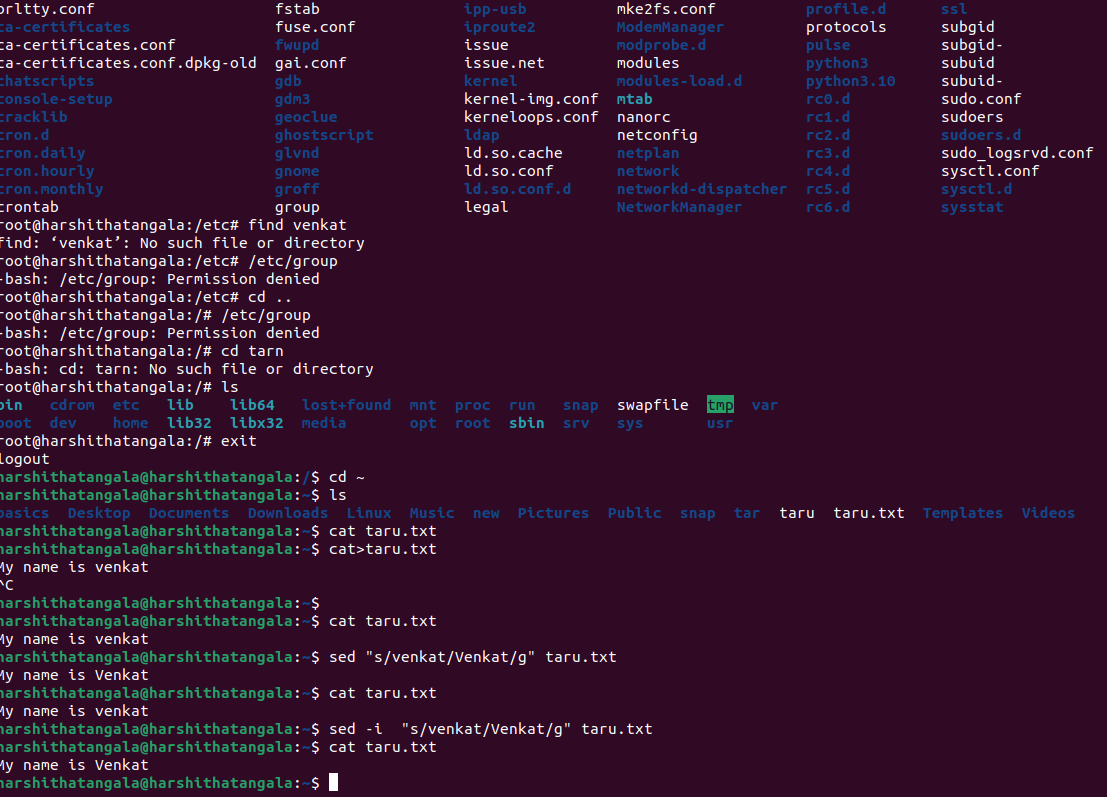 orltty.conf fstab ipp-usb mke2fs.conf profile.d ssl
ca-certificates fuse.conf iproute2 ModemManager protocols subgid
ca-certificates.conf fwupd issue modprobe.d pulse subgid-
ca-certificates.conf.dpkg-old gai.conf issue.net modules python3 subuid
chatscripts gdb kernel modules-load.d python3.10 subuid-
console-setup gdm3 kernel-img.conf mtab rc0.d sudo.conf
cracklib geoclue kerneloops.conf nanorc rc1.d sudoers
cron.d ghostscript ldap netconfig rc2.d sudoers.d
cron.daily glvnd ld.so.cache netplan rc3.d sudo_logsrvd.conf
cron.hourly gnome ld.so.conf network rc4.d sysctl.conf
cron.monthly groff ld.so.conf.d networkd-dispatcher rc5.d sysctl.d
crontab group legal NetworkManager rc6.d sysstat
root@harshithatangala:/etc# find venkat
find: ‘venkat’: No such file or directory
root@harshithatangala:/etc# /etc/group
-bash: /etc/group: Permission denied
root@harshithatangala:/etc# cd ..
root@harshithatangala:/# /etc/group
-bash: /etc/group: Permission denied
root@harshithatangala:/# cd tarn
-bash: cd: tarn: No such file or directory
root@harshithatangala:/# ls
bin cdrom etc lib lib64 lost+found mnt proc run snap swapfile tmp var
boot dev home lib32 libx32 media opt root sbin srv sys usr
root@harshithatangala:/# exit
logout
harshithatangala@harshithatangala:/$ cd ~
harshithatangala@harshithatangala:~$ ls
basics Desktop Documents Downloads Linux Music new Pictures Public snap tar taru taru.txt Templates Videos
harshithatangala@harshithatangala:~$ cat taru.txt
harshithatangala@harshithatangala:~$ cat>taru.txt
My name is venkat
^C
harshithatangala@harshithatangala:~$
harshithatangala@harshithatangala:~$ cat taru.txt
My name is venkat
harshithatangala@harshithatangala:~$ sed "s/venkat/Venkat/g" taru.txt
My name is Venkat
harshithatangala@harshithatangala:~$ cat taru.txt
My name is venkat
harshithatangala@harshithatangala:~$ sed -i  "s/venkat/Venkat/g" taru.txt
harshithatangala@harshithatangala:~$ cat taru.txt
My name is Venkat
harshithatangala@harshithatangala:~$